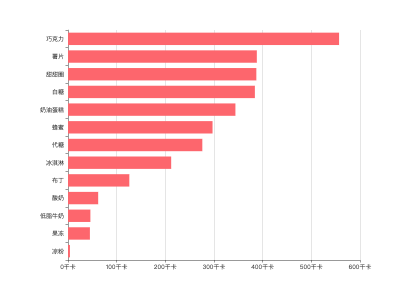 巧克力
薯片
甜甜圈
白糖
奶油蛋糕
蜂蜜
代糖
冰淇淋
布丁
酸奶
低脂牛奶
果冻
凉粉
0千卡 100千卡 200千卡 300千卡 400千卡 500千卡 600千卡